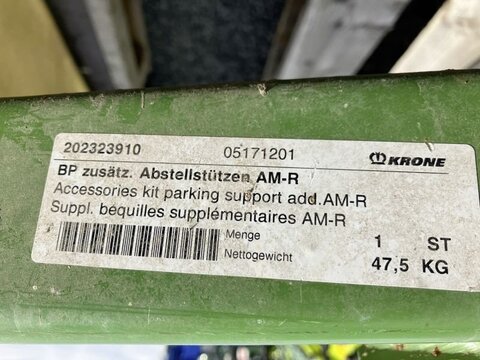 202323910 05171201 KRONE
BP zusätz. Abstellstützen AM-R
Accessories kit parking support add.AM-R
Suppl. bequilles supplémentaires AM-R
Menge 1 ST
Nettogewicht 47,5 KG